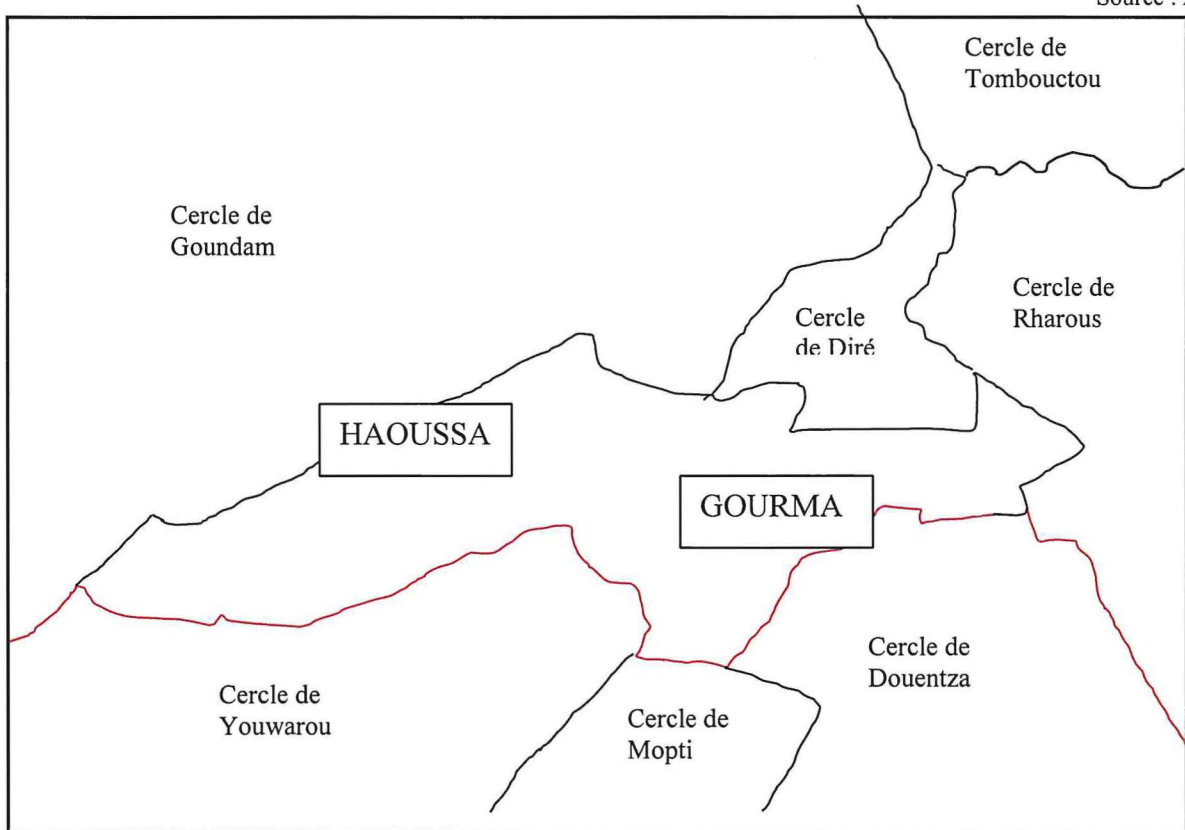 Source :
Cercle de
Tombouctou
Cercle de
Goundam
Cercle de
Rharous
Cercle
de Diré
HAOUSSA
GOURMA
Cercle de
Douentza
Cercle de
Youwarou
Cercle de
Mopti